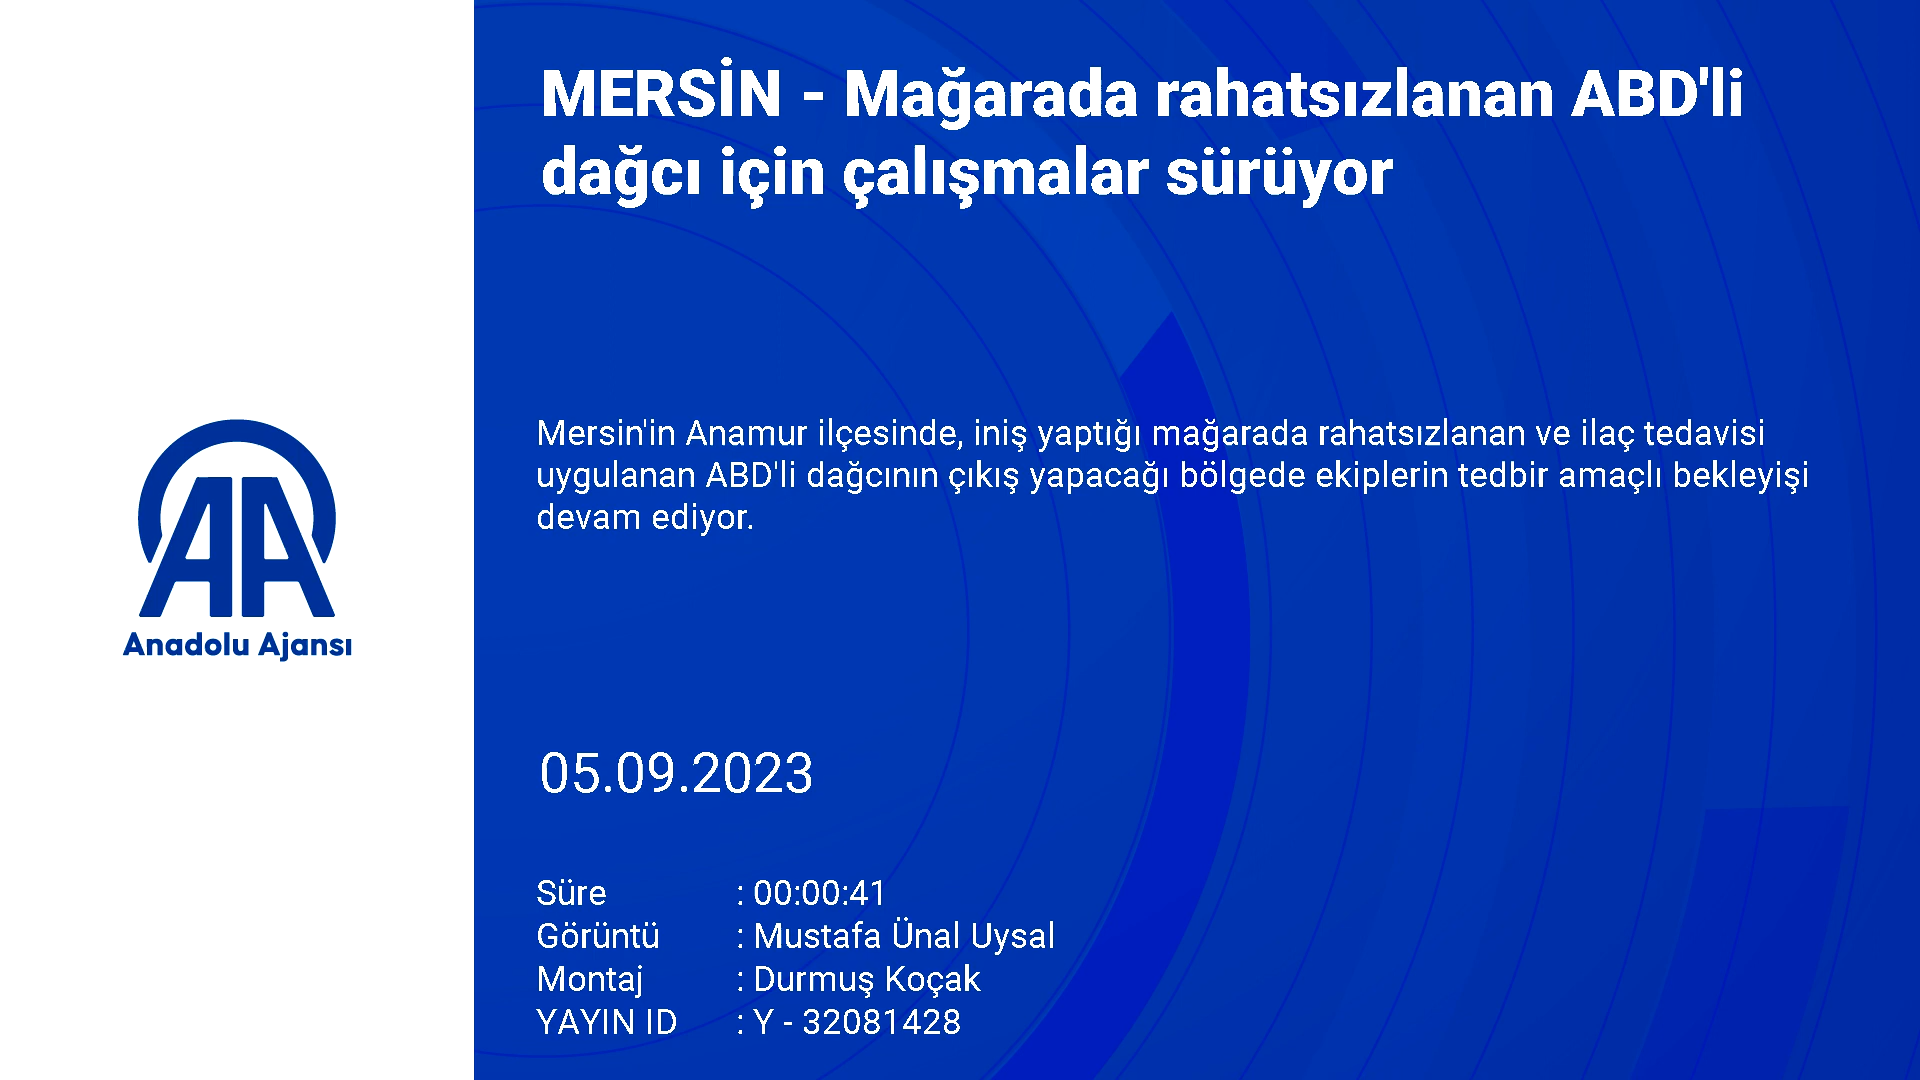 MERSİN - Mağarada rahatsızlanan ABD'li
dağcı için çalışmalar sürüyor
Mersin'in Anamur ilçesinde, iniş yaptığı mağarada rahatsızlanan ve ilaç tedavisi
uygulanan ABD'li dağcının çıkış yapacağı bölgede ekiplerin tedbir amaçlı bekleyişi
devam ediyor.
AA
Anadolu Ajansı
05.09.2023
Süre : 00:00:41
Görüntü : Mustafa Ünal Uysal
Montaj : Durmuş Koçak
YAYIN ID : Y - 32081428